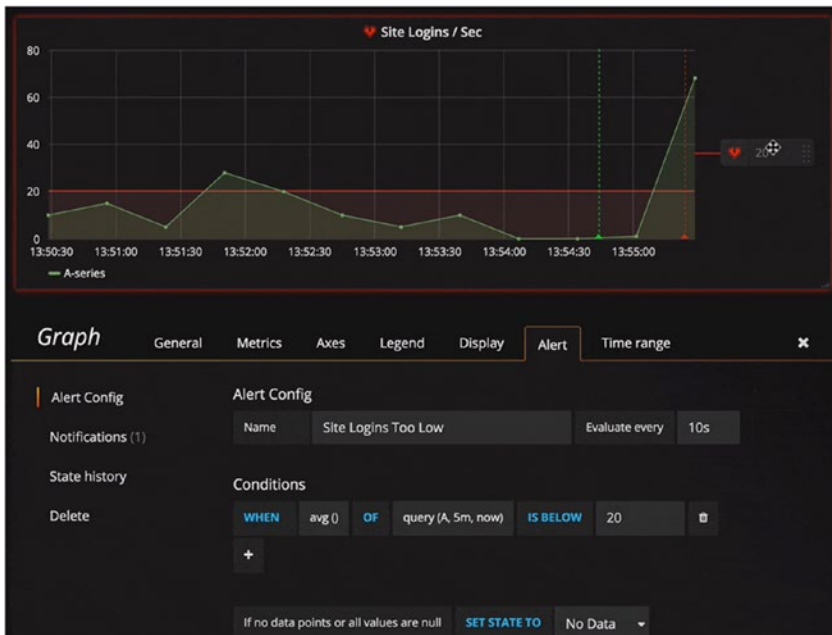 Site Logins / Sec
80
60
40
20
0
20
13:50:30 13:51:00 13:51:30 13:52:00 13:52:30 13:53:00 13:53:30 13:54:00 13:54:30 13:55:00
A-series
Graph General Metrics Axes Legend Display Alert Time range
Alert Config
Notifications (1)
State history
Delete
Alert Config
Name Site Logins Too Low Evaluate every 10s
Conditions
WHEN avg () OF query (A, 5m, now) IS BELOW 20
+
If no data points or all values are null SET STATE TO No Data